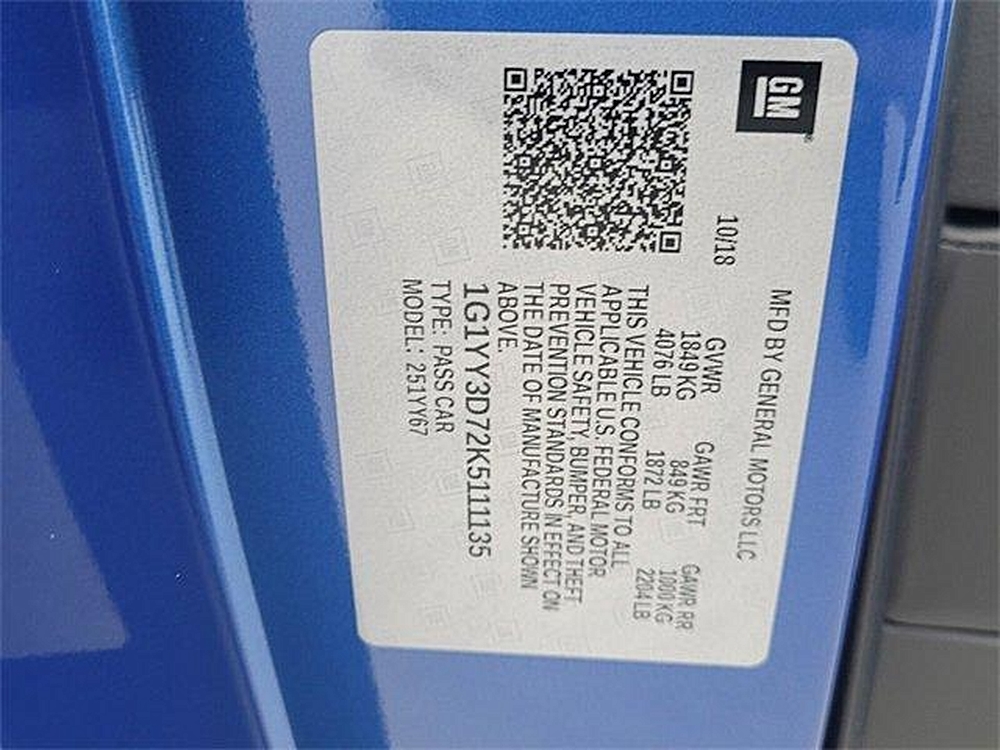 GM
MFD BY GENERAL MOTORS LLC
10/18
GVWR GAWR FRT GAWR RR
1849 KG 849 KG 1000 KG
4076 LB 1872 LB 2204 LB
THIS VEHICLE CONFORMS TO ALL
APPLICABLE U.S. FEDERAL MOTOR
VEHICLE SAFETY, BUMPER, AND THEFT
PREVENTION STANDARDS IN EFFECT ON
THE DATE OF MANUFACTURE SHOWN
ABOVE.
1G1YY3D72K5111135
TYPE: PASS CAR
MODEL: 251YY67